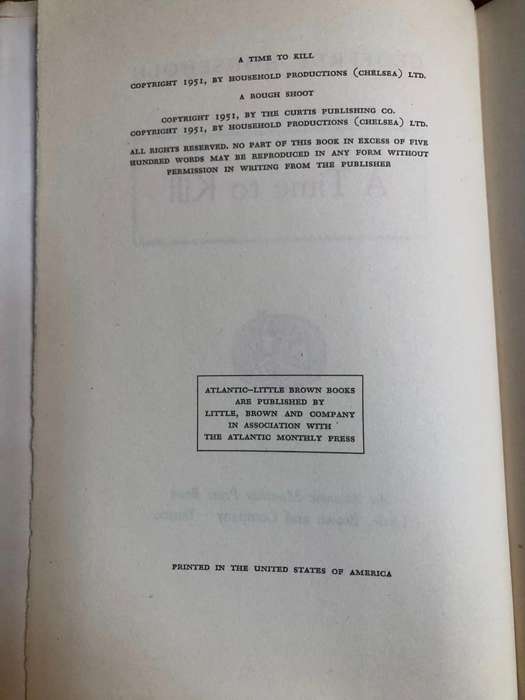 A TIME TO KILL
COPYRIGHT 1951, BY HOUSEHOLD PRODUCTIONS (CHELSEA) LTD.
A ROUGH SHOOT
COPYRIGHT 1951, BY THE CURTIS PUBLISHING CO.
COPYRIGHT 1951, BY HOUSEHOLD PRODUCTIONS (CHELSEA) LTD.
ALL RIGHTS RESERVED. NO PART OF THIS BOOK IN EXCESS OF FIVE
HUNDRED WORDS MAY BE REPRODUCED IN ANY FORM WITHOUT
PERMISSION IN WRITING FROM THE PUBLISHER
A Time to Kill
ATLANTIC–LITTLE BROWN BOOKS
ARE PUBLISHED BY
LITTLE, BROWN AND COMPANY
IN ASSOCIATION WITH
THE ATLANTIC MONTHLY PRESS
PRINTED IN THE UNITED STATES OF AMERICA